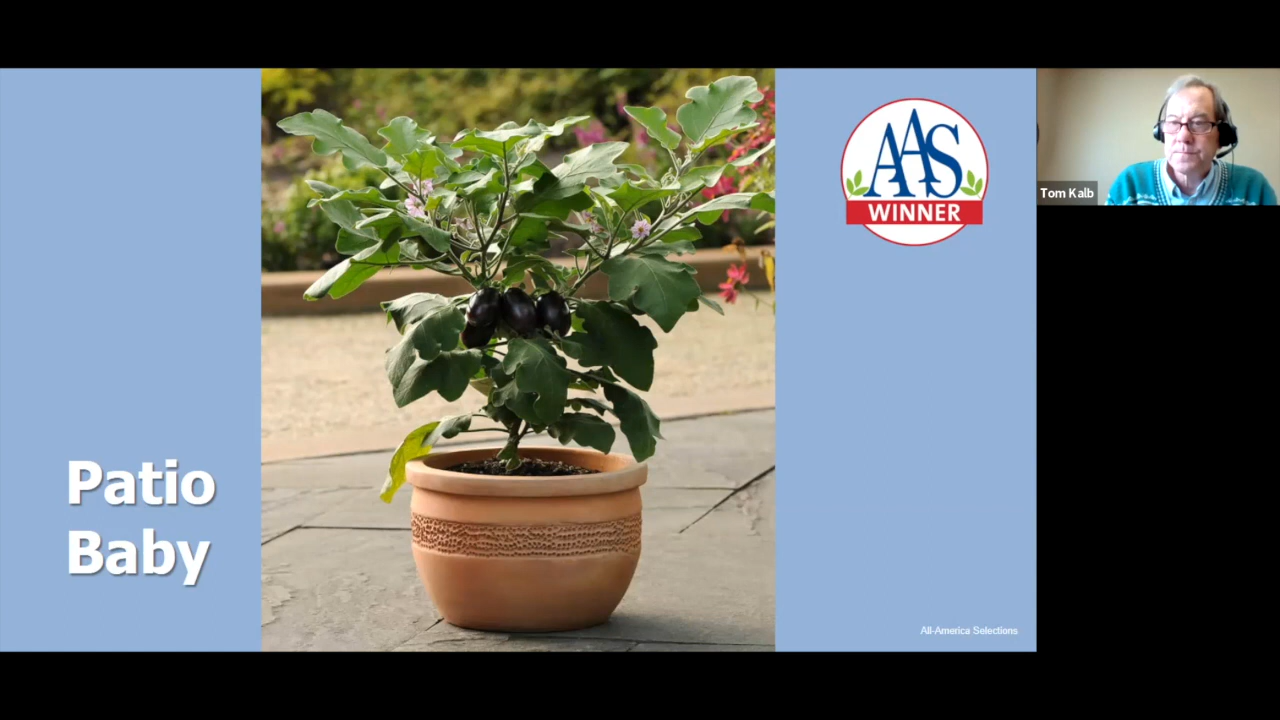 Patio
Baby
AAS
WINNER
All-America Selections
Tom Kalb